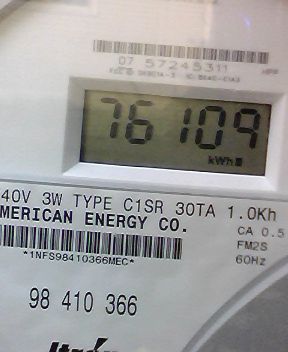 07 57245311
76109
kWh
40V 3W TYPE C1SR 30TA 1.0Kh
MERICAN ENERGY CO.
CA 0.5
FM2S
60Hz
*1NFS98410366MEC*
98 410 366
Itron